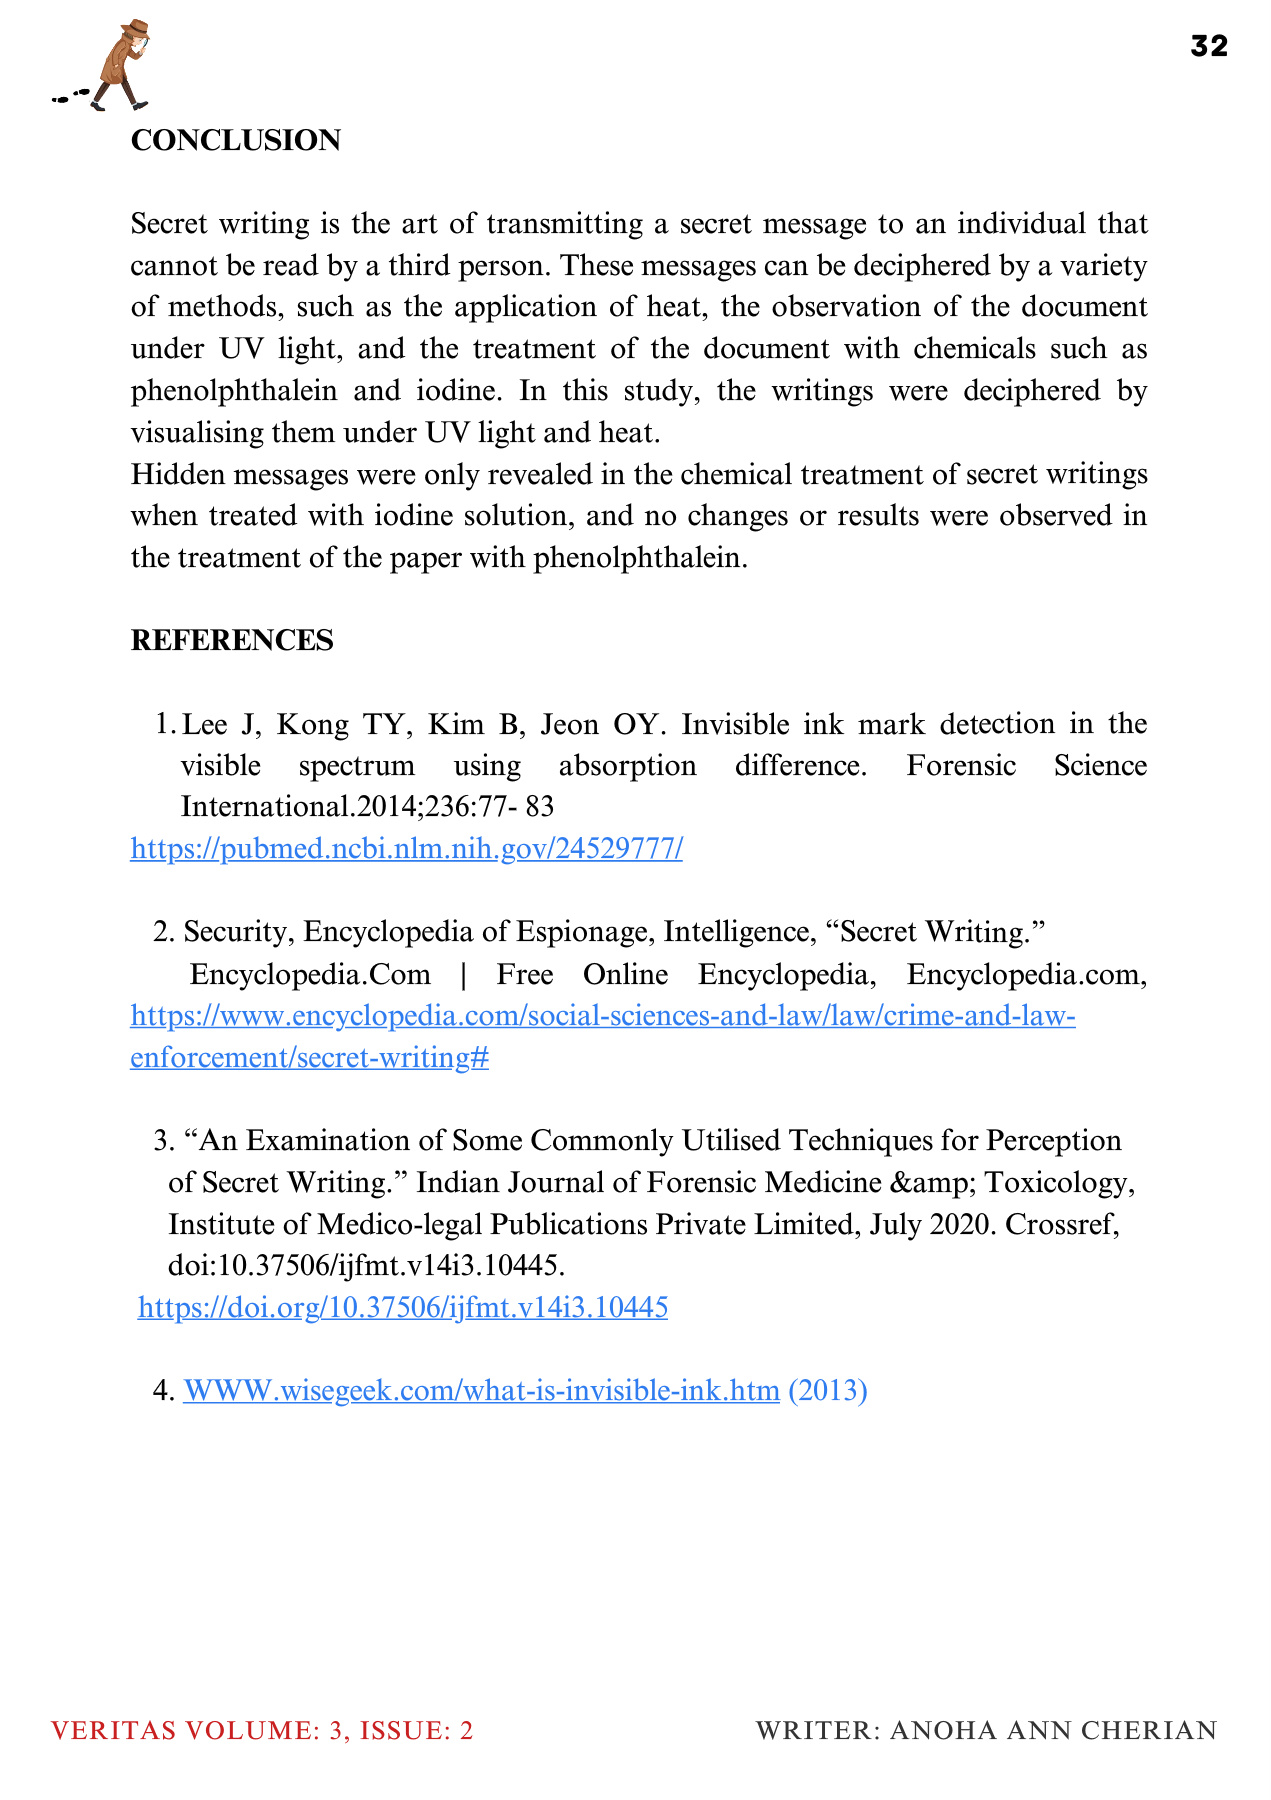 32
CONCLUSION
Secret writing is the art of transmitting a secret message to an individual that
cannot be read by a third person. These messages can be deciphered by a variety
of methods, such as the application of heat, the observation of the document
under UV light, and the treatment of the document with chemicals such as
phenolphthalein and iodine. In this study, the writings were deciphered by
visualising them under UV light and heat.
Hidden messages were only revealed in the chemical treatment of secret writings
when treated with iodine solution, and no changes or results were observed in
the treatment of the paper with phenolphthalein.
REFERENCES
1. Lee J, Kong TY, Kim B, Jeon OY. Invisible ink mark detection in the
visible spectrum using absorption difference. Forensic Science
International.2014;236:77- 83
https://pubmed.ncbi.nlm.nih.gov/24529777/
2. Security, Encyclopedia of Espionage, Intelligence, “Secret Writing.”
Encyclopedia.Com | Free Online Encyclopedia, Encyclopedia.com,
https://www.encyclopedia.com/social-sciences-and-law/law/crime-and-law-
enforcement/secret-writing#
3. “An Examination of Some Commonly Utilised Techniques for Perception
of Secret Writing.” Indian Journal of Forensic Medicine &amp; Toxicology,
Institute of Medico-legal Publications Private Limited, July 2020. Crossref,
doi:10.37506/ijfmt.v14i3.10445.
https://doi.org/10.37506/ijfmt.v14i3.10445
4. WWW.wisegeek.com/what-is-invisible-ink.htm (2013)
VERITAS VOLUME: 3, ISSUE: 2
WRITER: ANOHA ANN CHERIAN